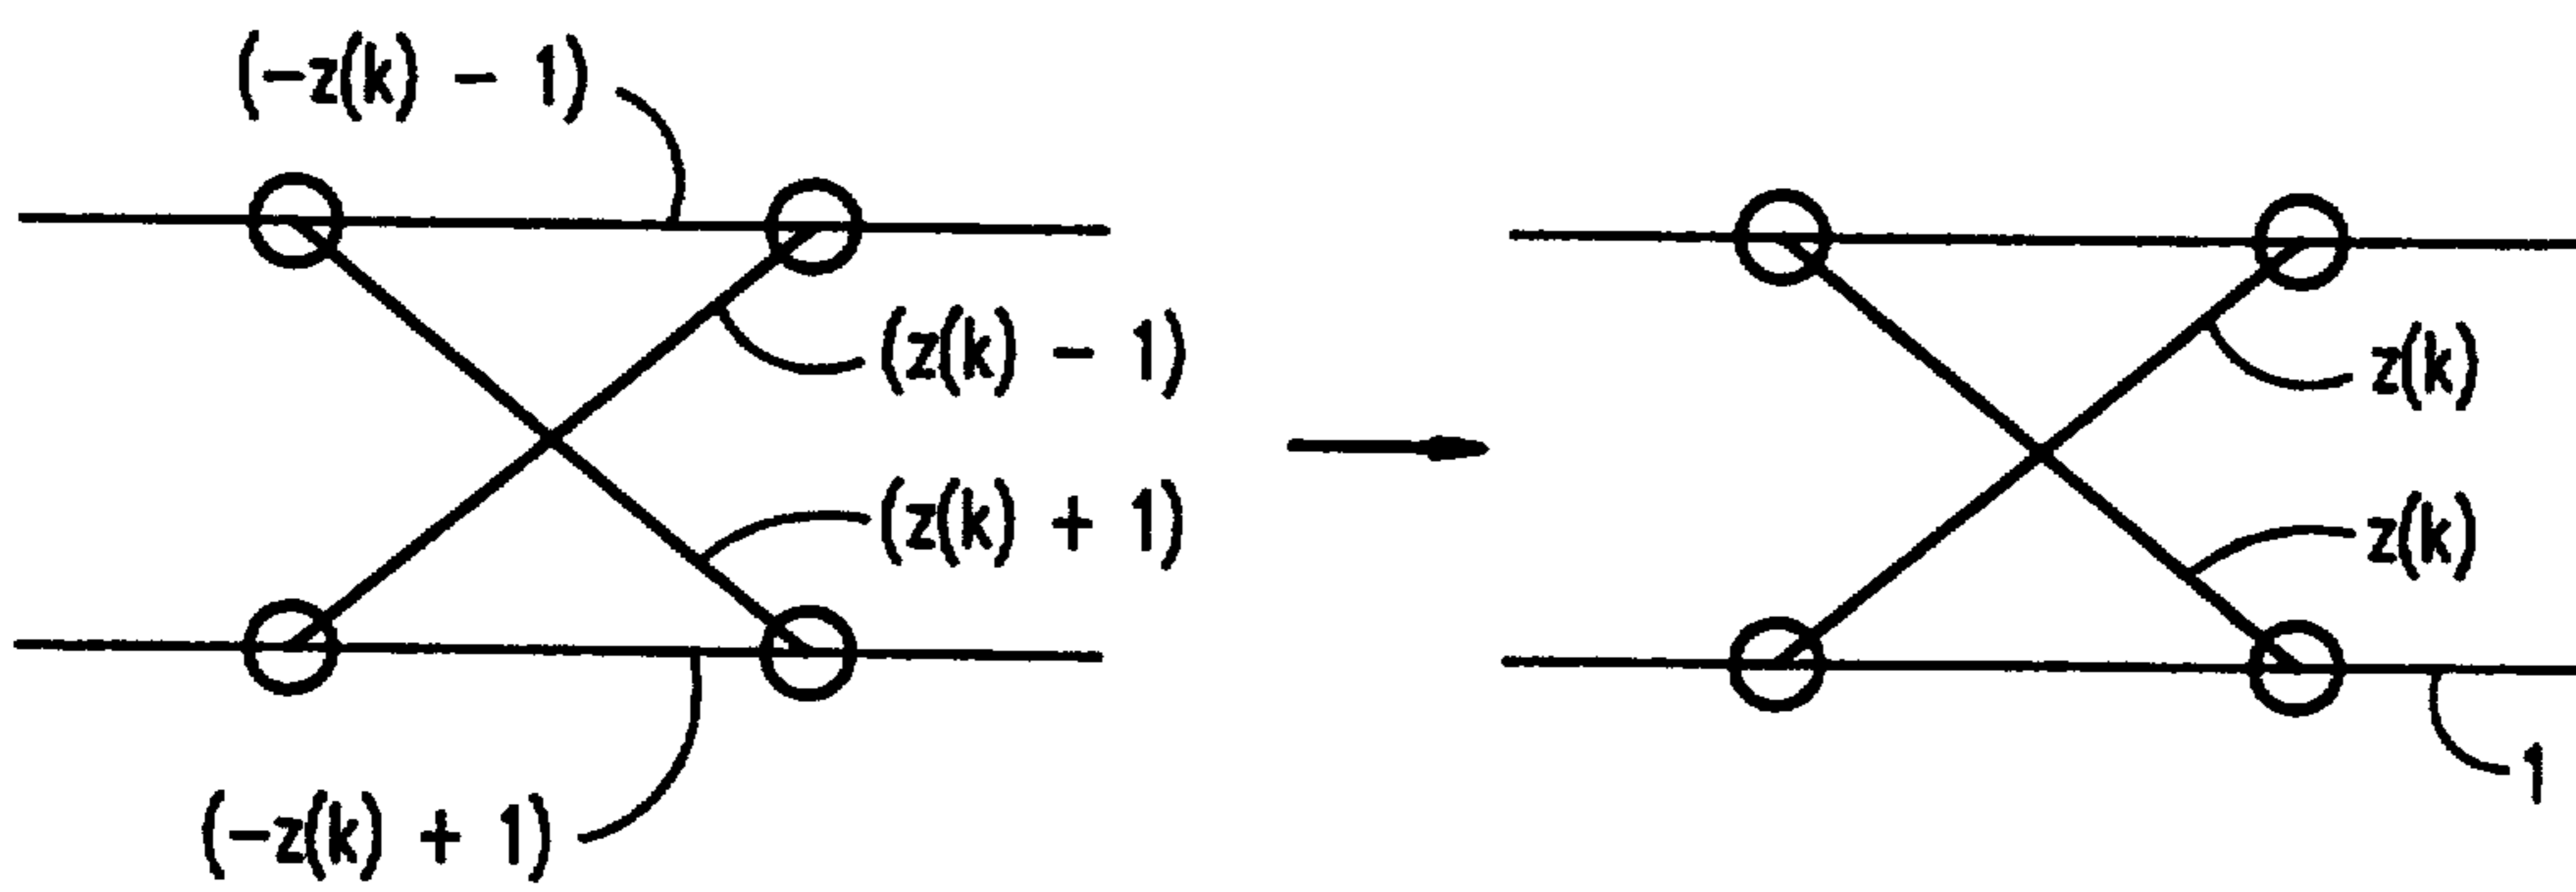 (-z(k) - 1)
(z(k) - 1)
(z(k) + 1)
(-z(k) + 1)
z(k)
z(k)
1